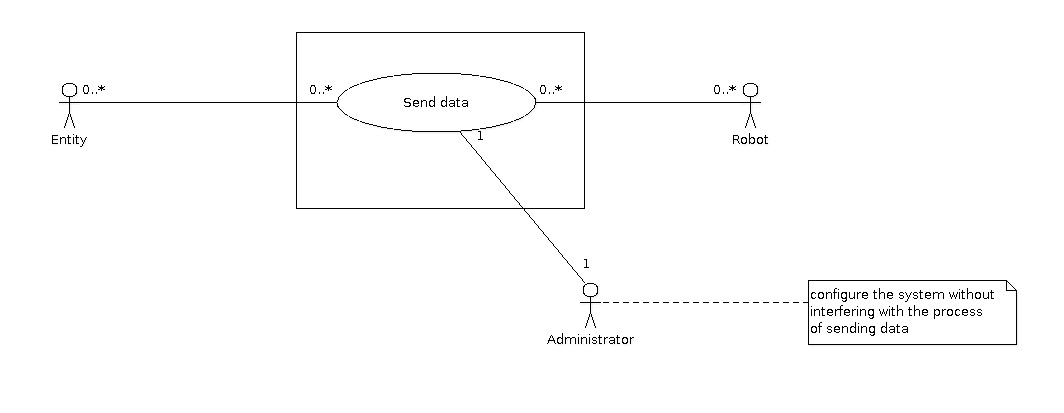 0..*
0..*
0..*
0..*
Send data
Entity
Robot
1
1
Administrator
configure the system without
interfering with the process
of sending data